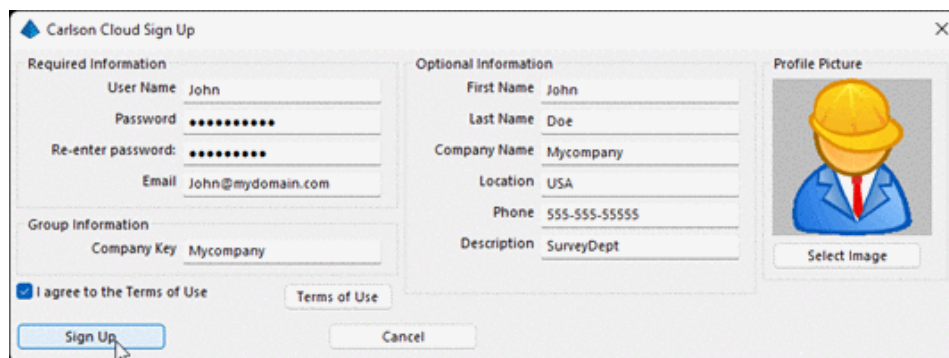 Carlson Cloud Sign Up
Required Information
User Name John
Password ●●●●●●●●●●
Re-enter password: ●●●●●●●●●
Email John@mydomain.com
Group Information
Company Key Mycompany
I agree to the Terms of Use
Terms of Use
Sign Up
Cancel
Optional Information
First Name John
Last Name Doe
Company Name Mycompany
Location USA
Phone 555-555-55555
Description SurveyDept
Profile Picture
Select Image